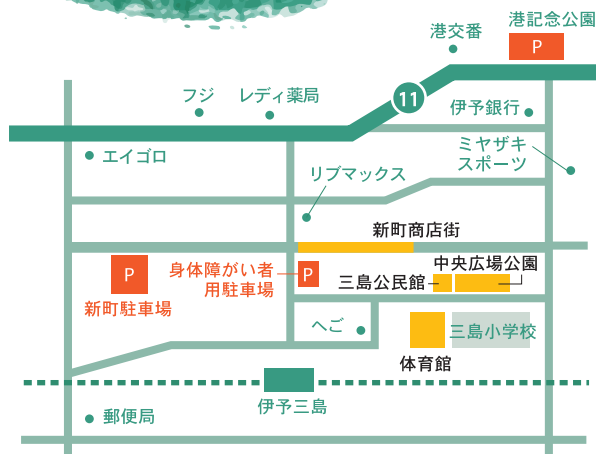 港記念公園
P
港交番
フジ
レディ薬局
11
伊予銀行
エイゴロ
ミヤザキ
スポーツ
リブマックス
新町商店街
中央広場公園
P
新町駐車場
身体障がい者
用駐車場
P
三島公民館
へご
三島小学校
体育館
伊予三島
郵便局